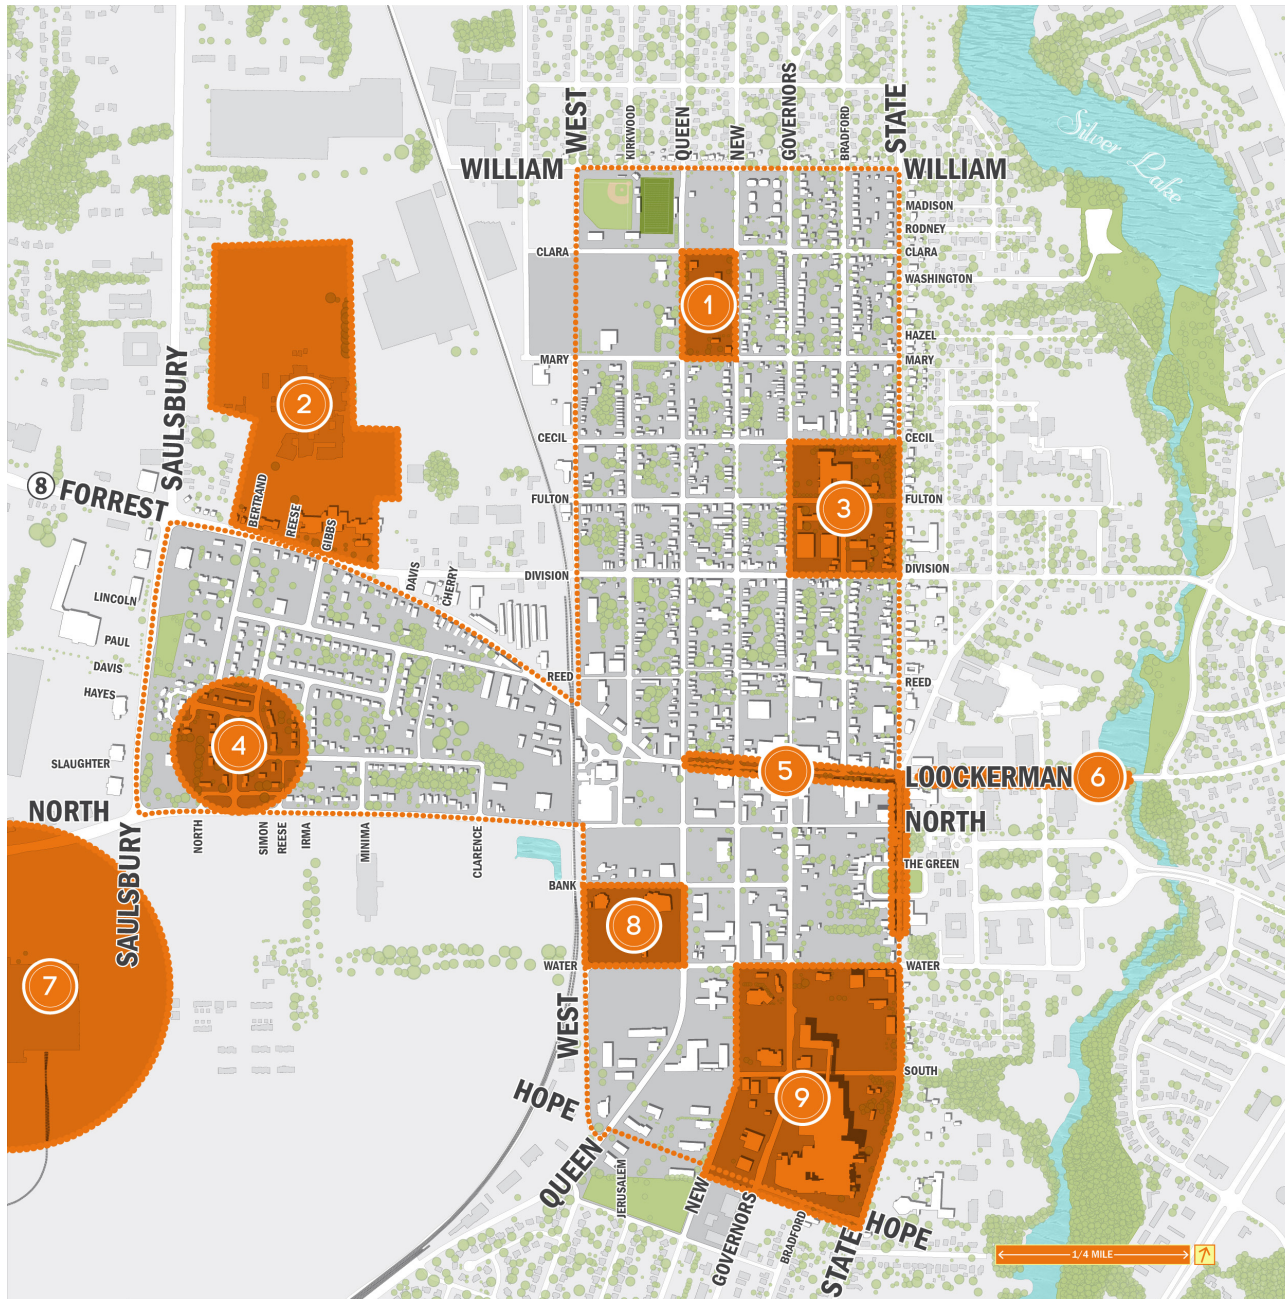 WEST
KIRKWOOD
QUEEN
NEW
GOVERNORS
BRADFORD
STATE
Silver Lake
WILLIAM
WILLIAM
MADISON
RODNEY
CLARA
CLARA
WASHINGTON
1
HAZEL
MARY
MARY
SAULSBURY
2
CECIL
CECIL
8 FORREST
BERTRAND
REESE
GIBBS
FULTON
3
FULTON
DIVISION
DIVISION
DAVIS
CHERRY
LINCOLN
PAUL
DAVIS
HAYES
REED
REED
4
SLAUGHTER
5
LOOCKERMAN
6
NORTH
NORTH
SAULSBURY
NORTH
SIMON
REESE
IRMA
MINIMA
CLARENCE
THE GREEN
BANK
8
WATER
WATER
7
WEST
SOUTH
HOPE
9
QUEEN
JERUSALEM
NEW
GOVERNORS
BRADFORD
STATE
HOPE
1/4 MILE